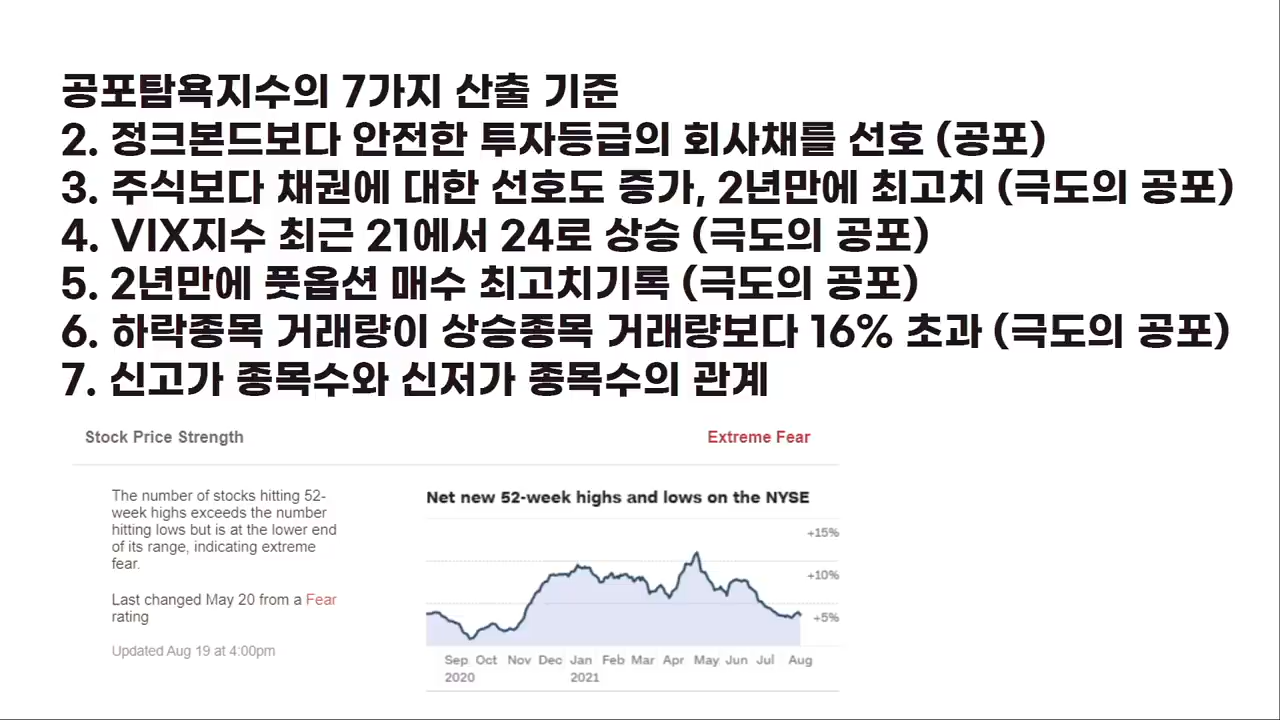 공포탐욕지수의 7가지 산출 기준
2. 정크본드보다 안전한 투자등급의 회사채를 선호 (공포)
3. 주식보다 채권에 대한 선호도 증가, 2년만에 최고치 (극도의 공포)
4. VIX지수 최근 21에서 24로 상승 (극도의 공포)
5. 2년만에 풋옵션 매수 최고치기록 (극도의 공포)
6. 하락종목 거래량이 상승종목 거래량보다 16% 초과 (극도의 공포)
7. 신고가 종목수와 신저가 종목수의 관계
Stock Price Strength
Extreme Fear
The number of stocks hitting 52-
week highs exceeds the number
hitting lows but is at the lower end
of its range, indicating extreme
fear.
Last changed May 20 from a Fear
rating
Updated Aug 19 at 4:00pm
Net new 52-week highs and lows on the NYSE
+15%
+10%
+5%
Sep Oct Nov Dec Jan Feb Mar Apr May Jun Jul Aug
2020 2021